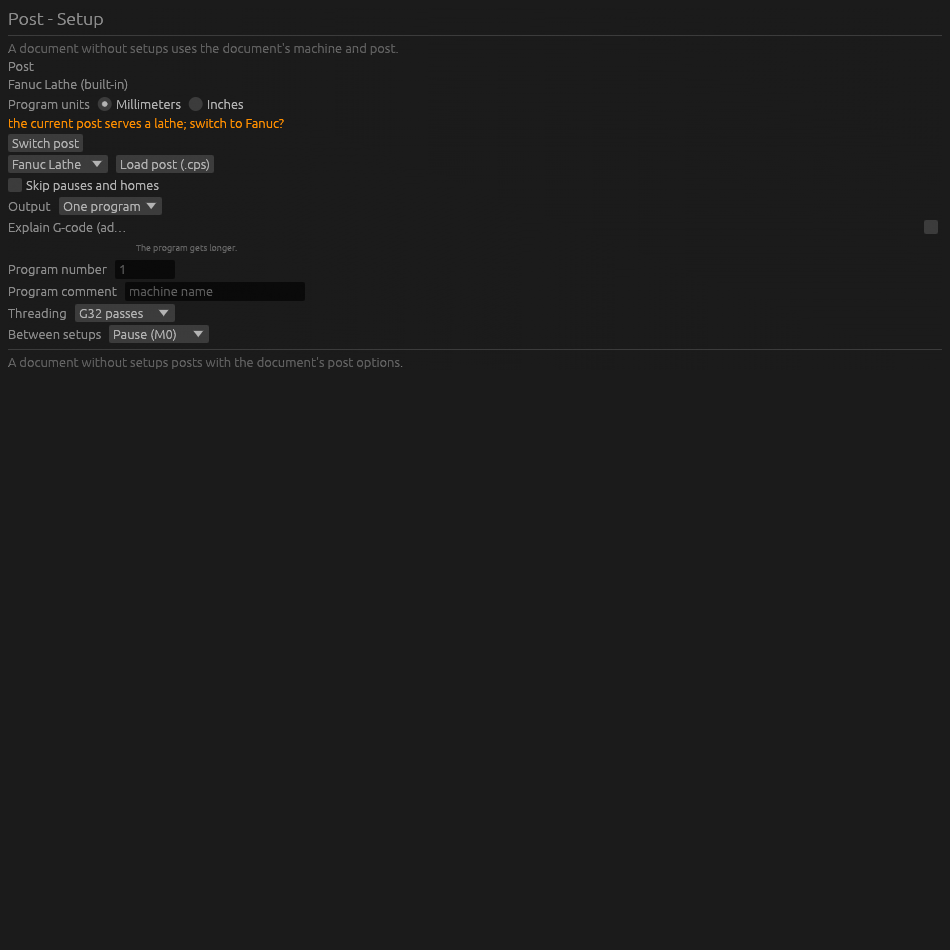 Post - Setup
A document without setups uses the document's machine and post.
Post
Fanuc Lathe (built-in)
Program units Millimeters Inches
the current post serves a lathe; switch to Fanuc?
Switch post
Fanuc Lathe Load post (.cps)
Skip pauses and homes
Output One program
Explain G-code (ad…
The program gets longer.
Program number 1
Program comment machine name
Threading G32 passes
Between setups Pause (M0)
A document without setups posts with the document's post options.